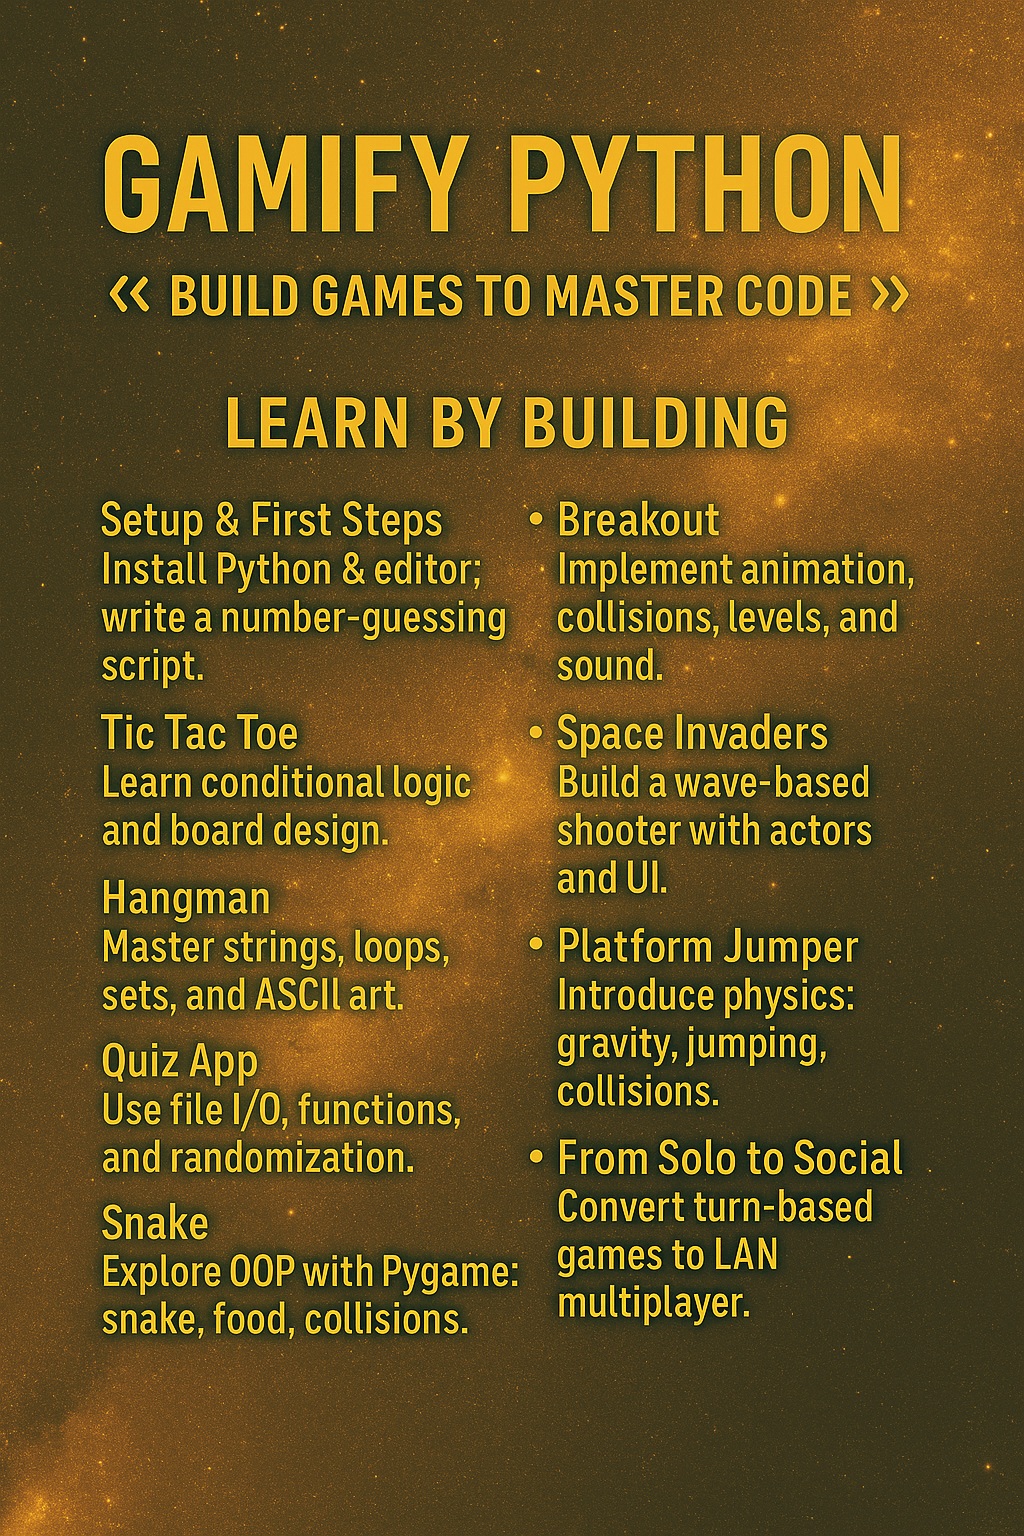 GAMIFY PYTHON
« BUILD GAMES TO MASTER CODE »
LEARN BY BUILDING
Setup & First Steps
Install Python & editor;
write a number-guessing
script.
Tic Tac Toe
Learn conditional logic
and board design.
Hangman
Master strings, loops,
sets, and ASCII art.
Quiz App
Use file I/O, functions,
and randomization.
Snake
Explore OOP with Pygame:
snake, food, collisions.
• Breakout
Implement animation,
collisions, levels, and
sound.
• Space Invaders
Build a wave-based
shooter with actors
and UI.
• Platform Jumper
Introduce physics:
gravity, jumping,
collisions.
• From Solo to Social
Convert turn-based
games to LAN
multiplayer.